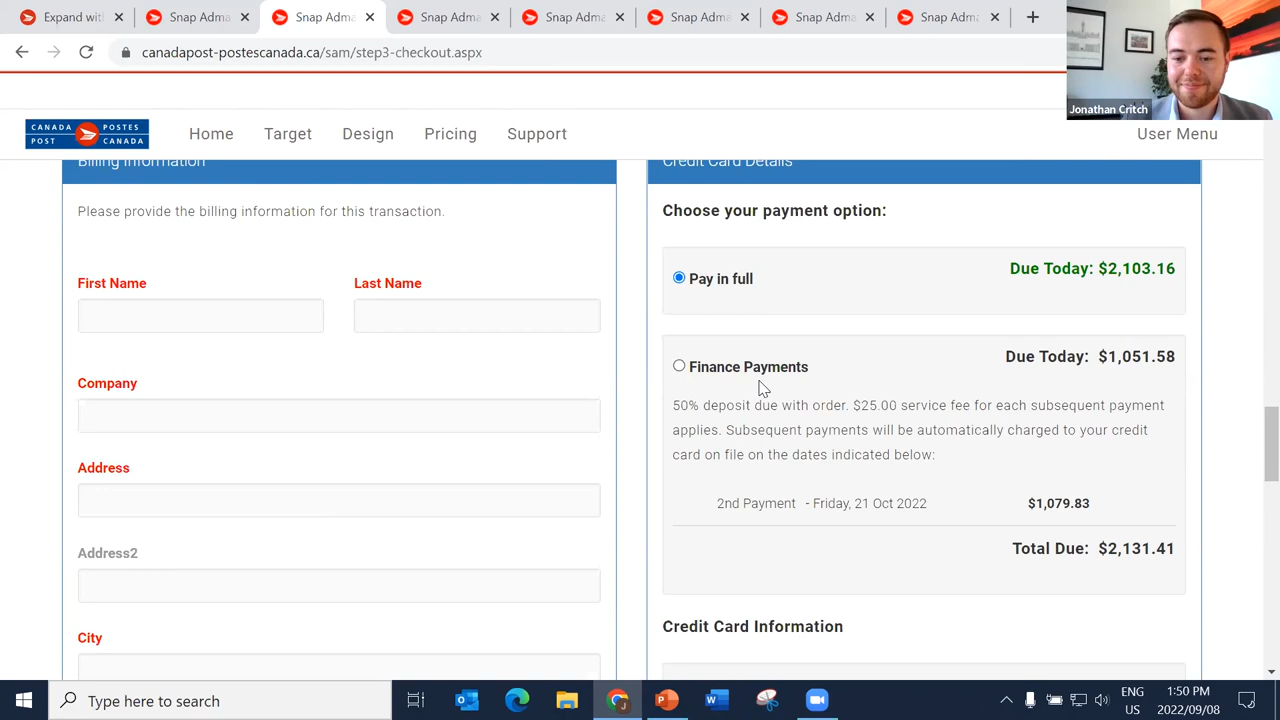 Expand with
Snap Adma
Snap Adma
Snap Adma
Snap Adma
Snap Adma
Snap Adma
Snap Adma
canadapost-postescanada.ca/sam/step3-checkout.aspx
Jonathan Critch
CANADA POST
POSTES CANADA
Home
Target
Design
Pricing
Support
User Menu
Billing Information
Please provide the billing information for this transaction.
First Name
Last Name
Company
Address
Address2
City
Credit Card Details
Choose your payment option:
Pay in full
Due Today: $2,103.16
Finance Payments
Due Today: $1,051.58
50% deposit due with order. $25.00 service fee for each subsequent payment
applies. Subsequent payments will be automatically charged to your credit
card on file on the dates indicated below:
2nd Payment - Friday, 21 Oct 2022 $1,079.83
Total Due: $2,131.41
Credit Card Information
Type here to search
ENG
US
1:50 PM
2022/09/08